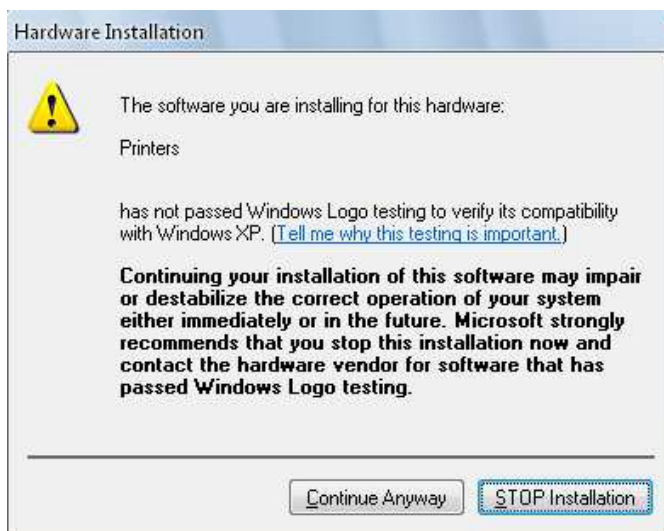 Hardware Installation
The software you are installing for this hardware:
Printers
has not passed Windows Logo testing to verify its compatibility
with Windows XP. (Tell me why this testing is important.)
Continuing your installation of this software may impair
or destabilize the correct operation of your system
either immediately or in the future. Microsoft strongly
recommends that you stop this installation now and
contact the hardware vendor for software that has
passed Windows Logo testing.
Continue Anyway
STOP Installation